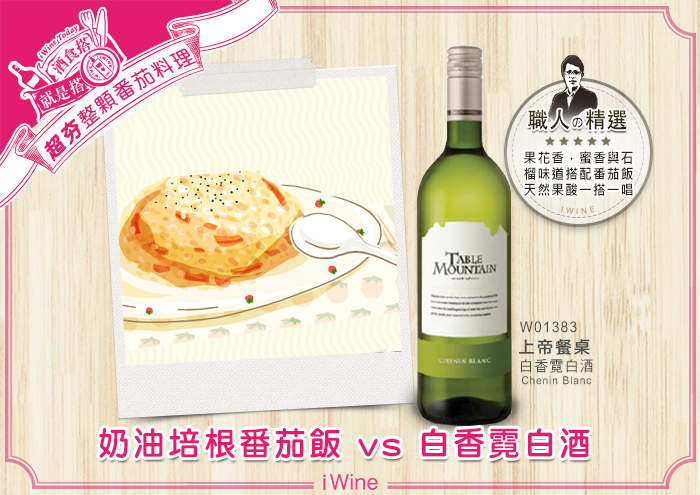 iWine.Today
酒食搭
就是搭
超夯整顆番茄料理
職人の精選
★★★★★
果花香，蜜香與石
榴味道搭配番茄飯
天然果酸一搭一唱
iWINE
TABLE
MOUNTAIN
south africa
CHENIN BLANC
W01383
上帝餐桌
白香霓白酒
Chenin Blanc
奶油培根番茄飯 vs 白香霓白酒
iWine